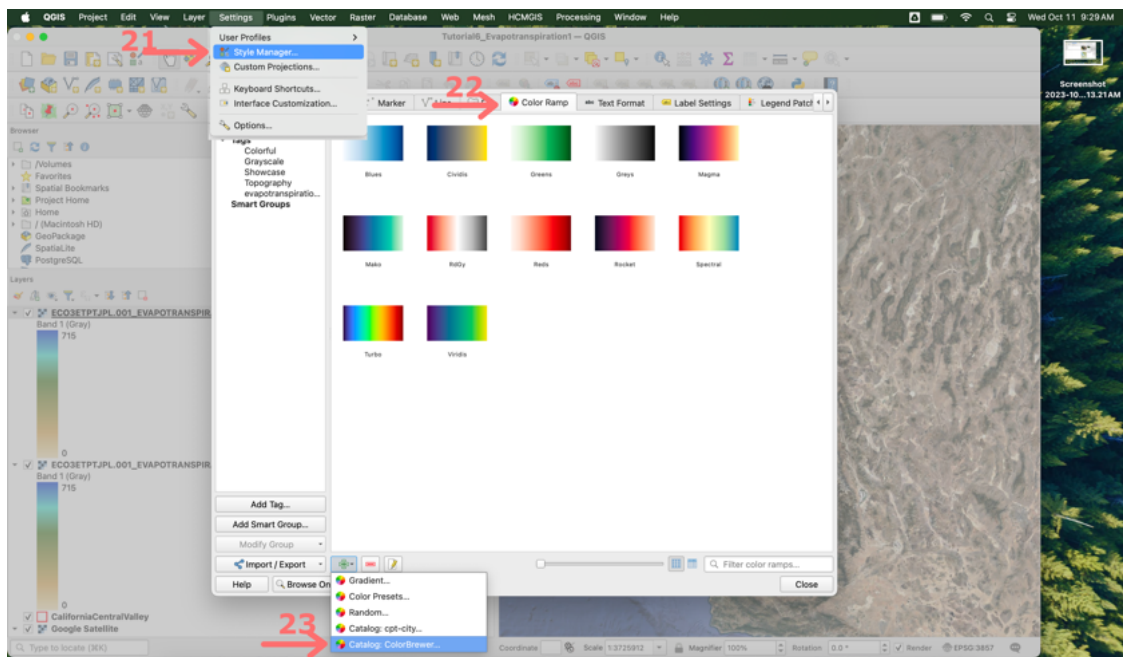 QGIS Project Edit View Layer Settings Plugins Vector Raster Database Web Mesh HCMGIS Processing Window Help Wed Oct 11 9:29 AM
Tutorial6_Evapotranspiration1 — QGIS
21
User Profiles
Style Manager...
Custom Projections...
Keyboard Shortcuts...
Interface Customization...
Options...
22
Marker
Color Ramp
Text Format
Label Settings
Legend Patch
Screenshot
2023-10...13.21 AM
Browser
/Volumes
Favorites
Spatial Bookmarks
Project Home
Home
/ (Macintosh HD)
GeoPackage
SpatiaLite
PostgreSQL
Tags
Colorful
Grayscale
Showcase
Topography
evapotranspiratio...
Smart Groups
Blues
Cividis
Greens
Greys
Magma
Mako
RdGy
Reds
Rocket
Spectral
Turbo
Viridis
Layers
ECO3ETPTJPL.001_EVAPOTRANSPIR
Band 1 (Gray)
715
0
ECO3ETPTJPL.001_EVAPOTRANSPIR
Band 1 (Gray)
715
0
CaliforniaCentralValley
Google Satellite
Add Tag...
Add Smart Group...
Modify Group
Import / Export
Filter color ramps...
Help
Browse On
Close
Gradient...
Color Presets...
Random...
Catalog: cpt-city...
23
Catalog: ColorBrewer...
Type to locate (⌘K)
Coordinate
Scale 1:3725912
Magnifier 100%
Rotation 0.0 °
Render
EPSG:3857